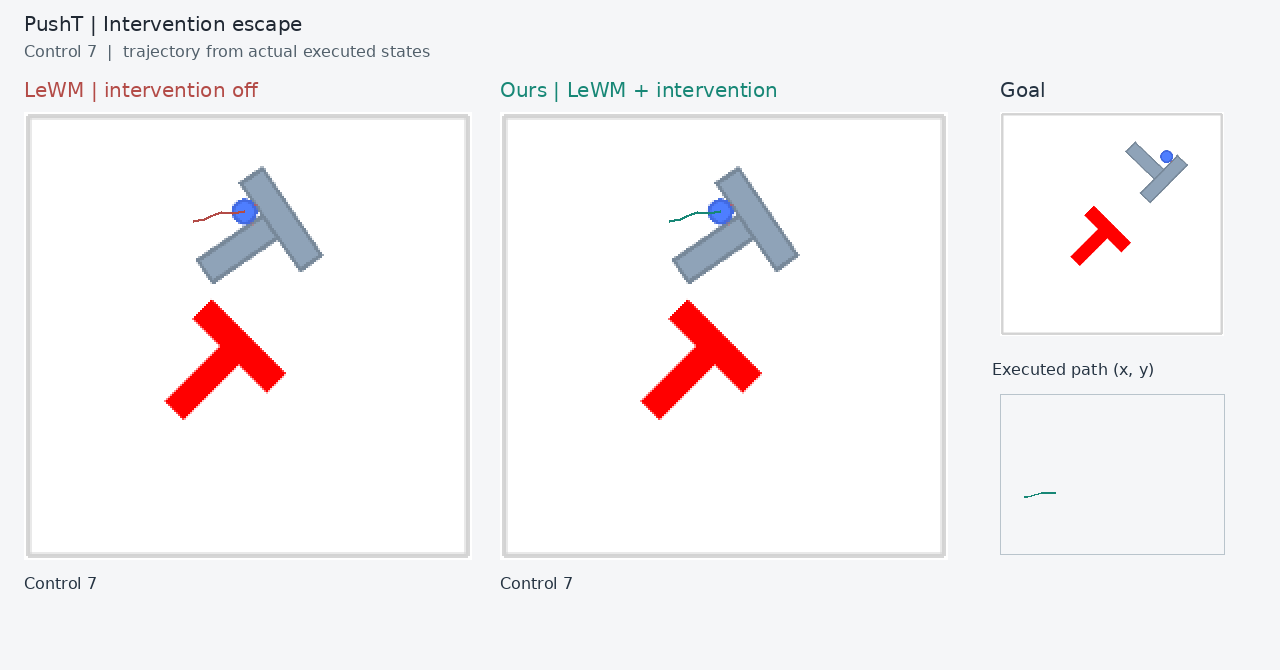 PushT | Intervention escape
Control 7  |  trajectory from actual executed states
LeWM | intervention off
Ours | LeWM + intervention
Goal
Executed path (x, y)
Control 7
Control 7